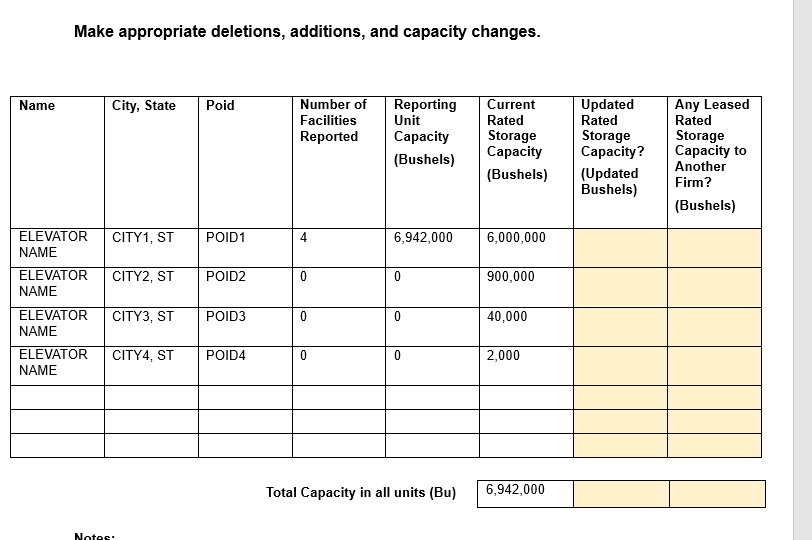 Make appropriate deletions, additions, and capacity changes.
Name
City, State
Poid
Number of
Facilities
Reported
Reporting
Unit
Capacity
(Bushels)
Current
Rated
Storage
Capacity
(Bushels)
Updated
Rated
Storage
Capacity?
(Updated
Bushels)
Any Leased
Rated
Storage
Capacity to
Another
Firm?
(Bushels)
ELEVATOR
NAME
CITY1, ST
POID1
4
6,942,000
6,000,000
ELEVATOR
NAME
CITY2, ST
POID2
0
0
900,000
ELEVATOR
NAME
CITY3, ST
POID3
0
0
40,000
ELEVATOR
NAME
CITY4, ST
POID4
0
0
2,000
Total Capacity in all units (Bu)
6,942,000
Notes: